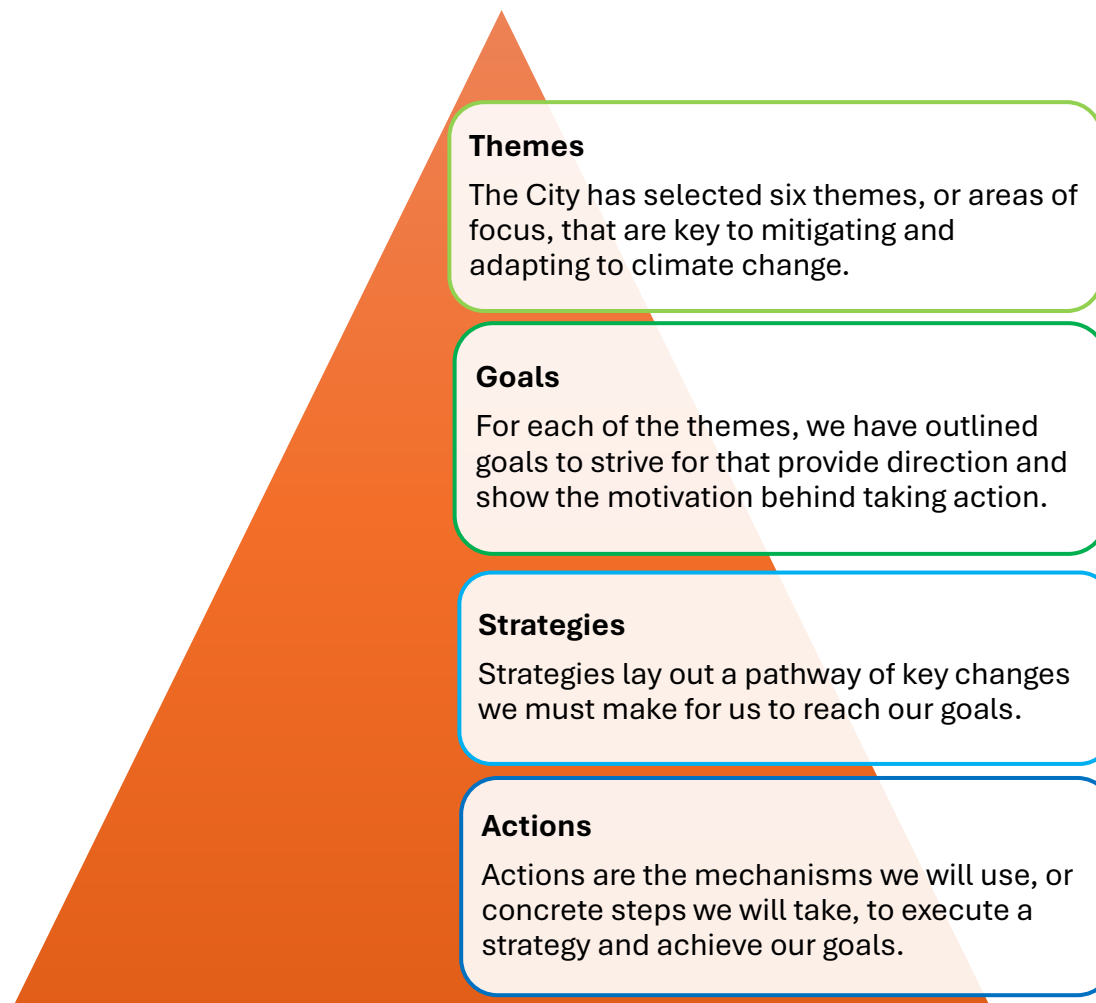 Themes
The City has selected six themes, or areas of
focus, that are key to mitigating and
adapting to climate change.
Goals
For each of the themes, we have outlined
goals to strive for that provide direction and
show the motivation behind taking action.
Strategies
Strategies lay out a pathway of key changes
we must make for us to reach our goals.
Actions
Actions are the mechanisms we will use, or
concrete steps we will take, to execute a
strategy and achieve our goals.